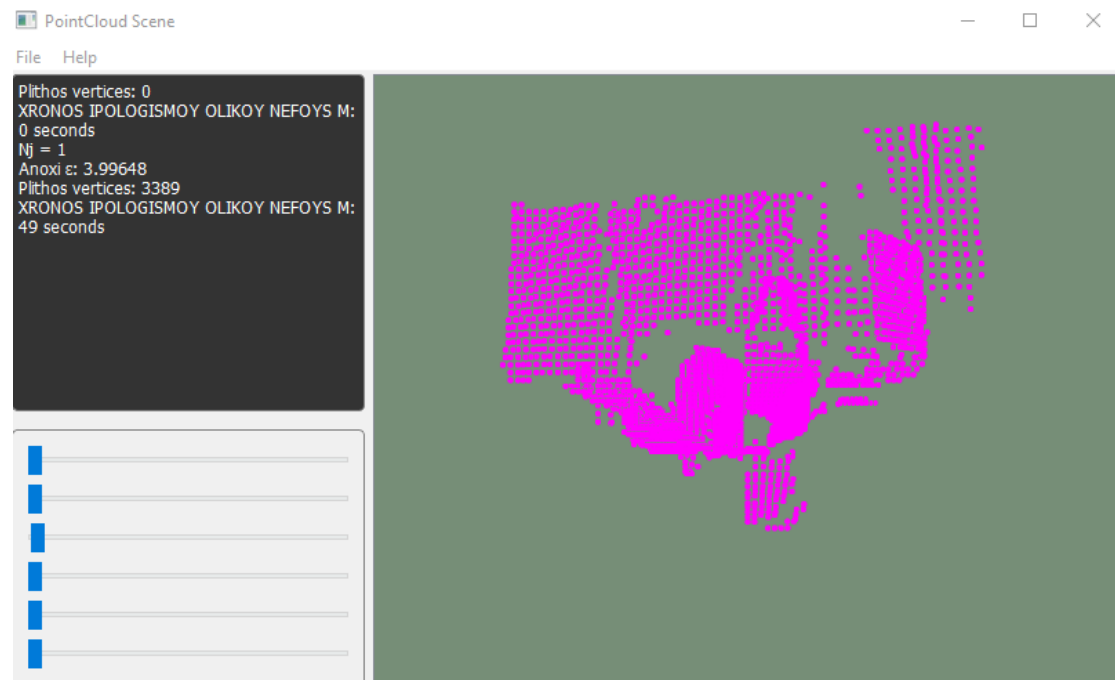 PointCloud Scene
File Help
Plithos vertices: 0
XRONOS IPOLOGISMOY OLIKOY NEFOYS M:
0 seconds
Nj = 1
Anoxi ε: 3.99648
Plithos vertices: 3389
XRONOS IPOLOGISMOY OLIKOY NEFOYS M:
49 seconds